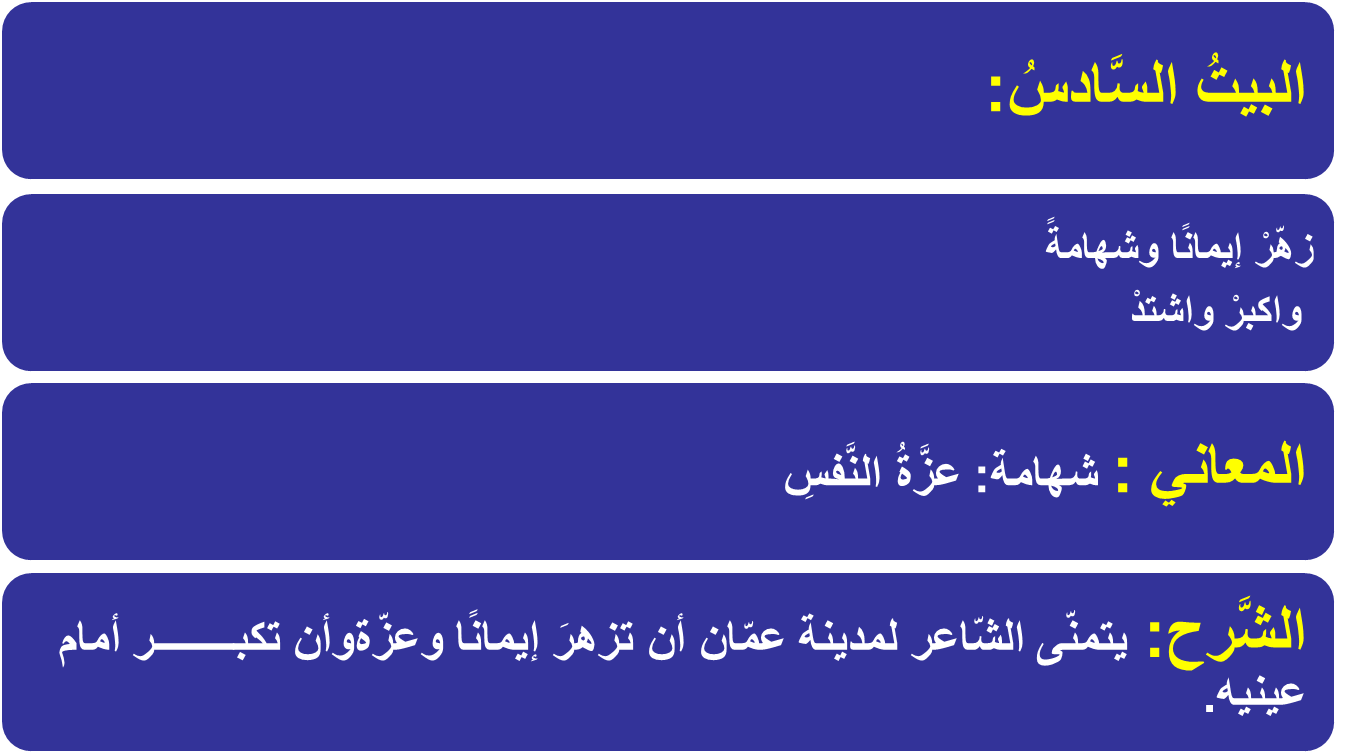 البيتُ السَّادسُ:
زهّرْ إيمانًا وشهامةً
واكبرْ واشتدْ
المعاني : شهامة: عزَّةُ النَّفسِ
الشَّرح: يتمنّى الشّاعر لمدينة عمّان أن تزهرَ إيمانًا وعزّةوأن تكبـــــــر أمام
عينيه.